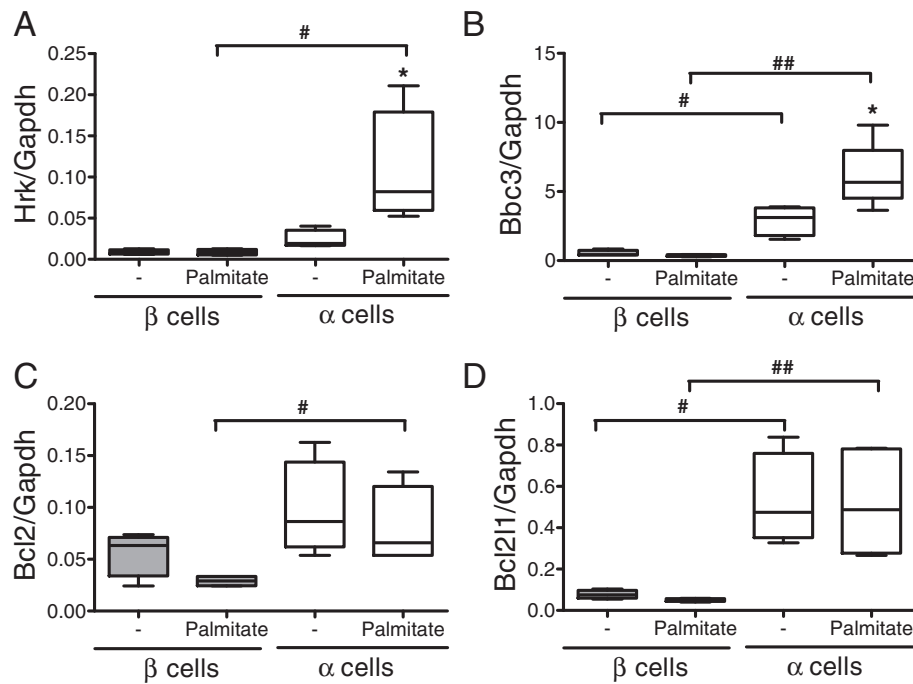 A
Hrk/Gapdh
0.25
0.20
0.15
0.10
0.05
0.00
#
*
- Palmitate - Palmitate
β cells α cells
B
Bbc3/Gapdh
15
10
5
0
##
#
*
- Palmitate - Palmitate
β cells α cells
C
Bcl2/Gapdh
0.20
0.15
0.10
0.05
0.00
#
- Palmitate - Palmitate
β cells α cells
D
Bcl2l1/Gapdh
1.0
0.8
0.6
0.4
0.2
0.0
##
#
- Palmitate - Palmitate
β cells α cells